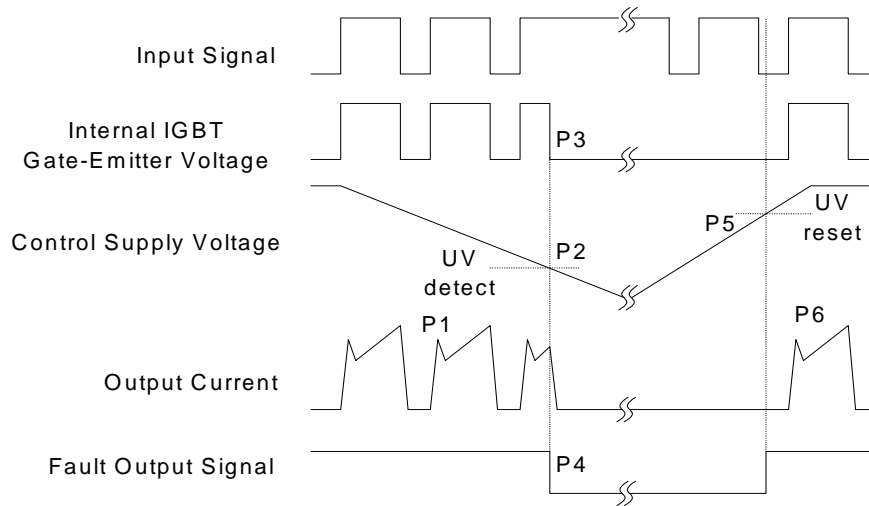 Input Signal
Internal IGBT
Gate-Emitter Voltage
P3
Control Supply Voltage
P5
UV
reset
UV
detect
P2
P1
P6
Output Current
Fault Output Signal
P4